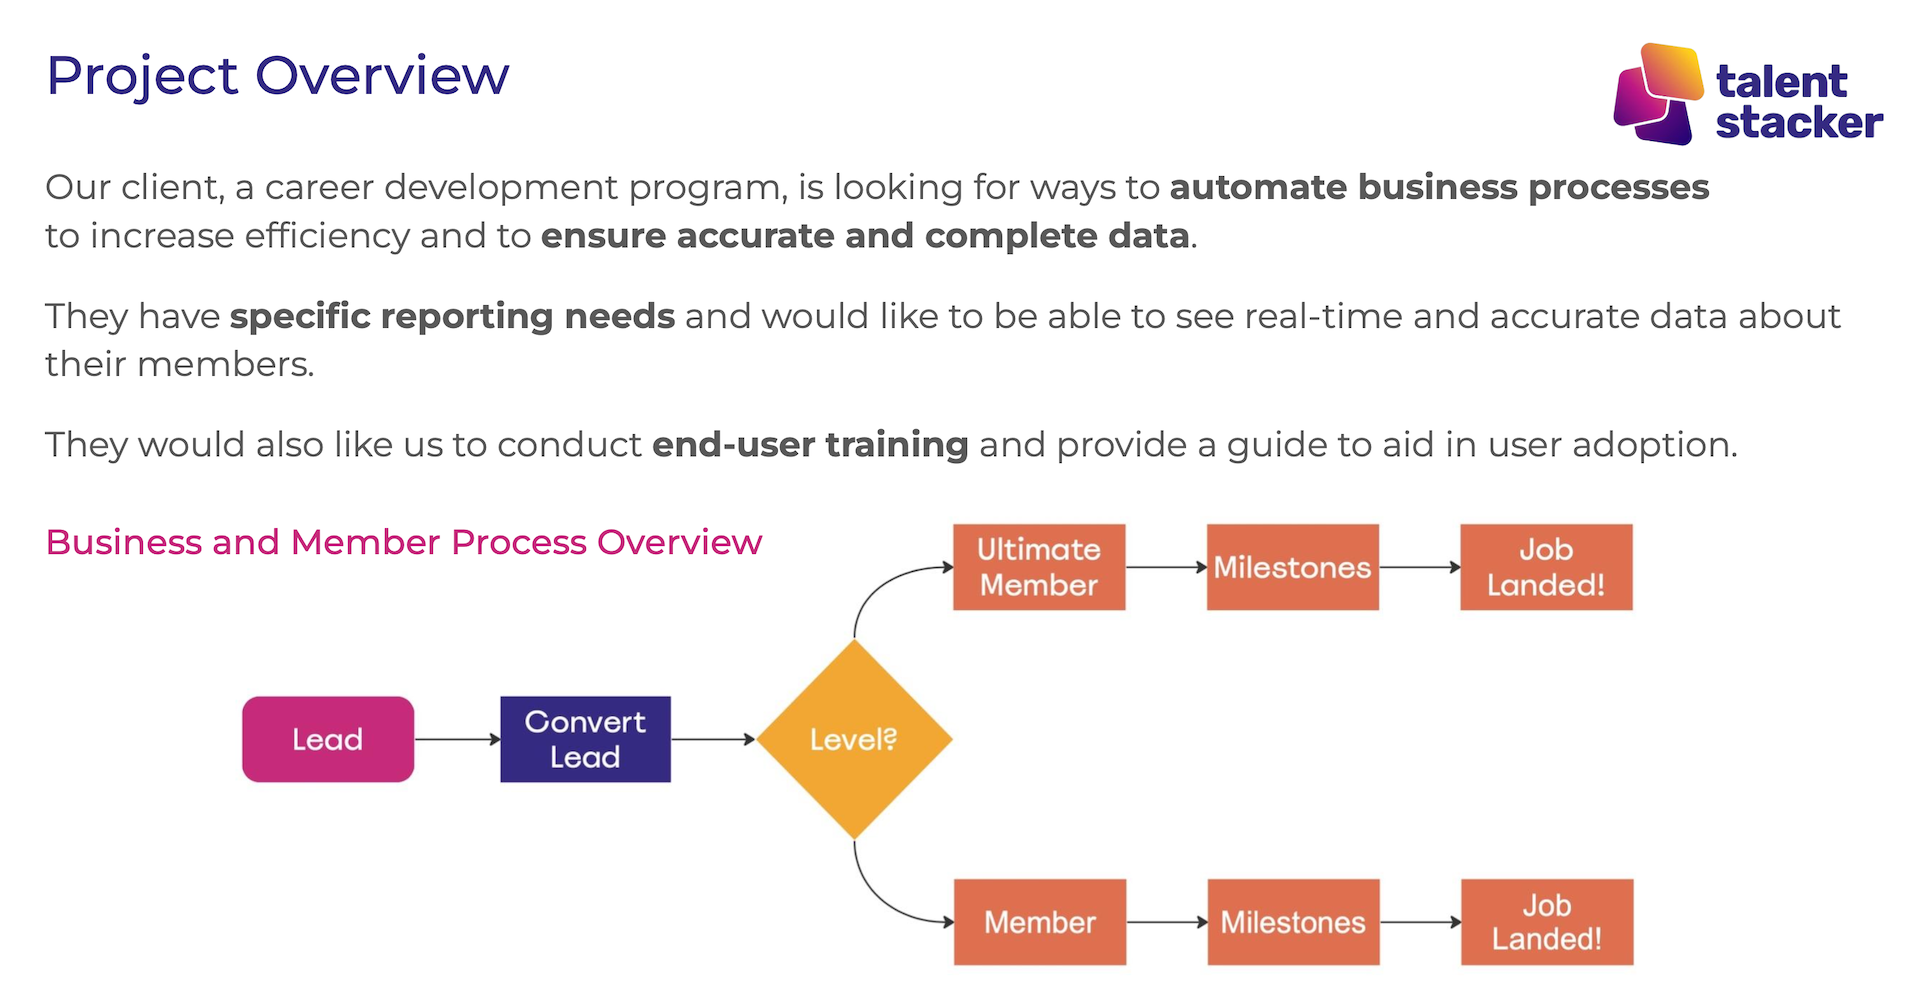 Project Overview
talent
stacker
Our client, a career development program, is looking for ways to automate business processes
to increase efficiency and to ensure accurate and complete data.
They have specific reporting needs and would like to be able to see real-time and accurate data about
their members.
They would also like us to conduct end-user training and provide a guide to aid in user adoption.
Business and Member Process Overview
Lead
Convert
Lead
Level?
Ultimate
Member
Milestones
Job
Landed!
Member
Milestones
Job
Landed!